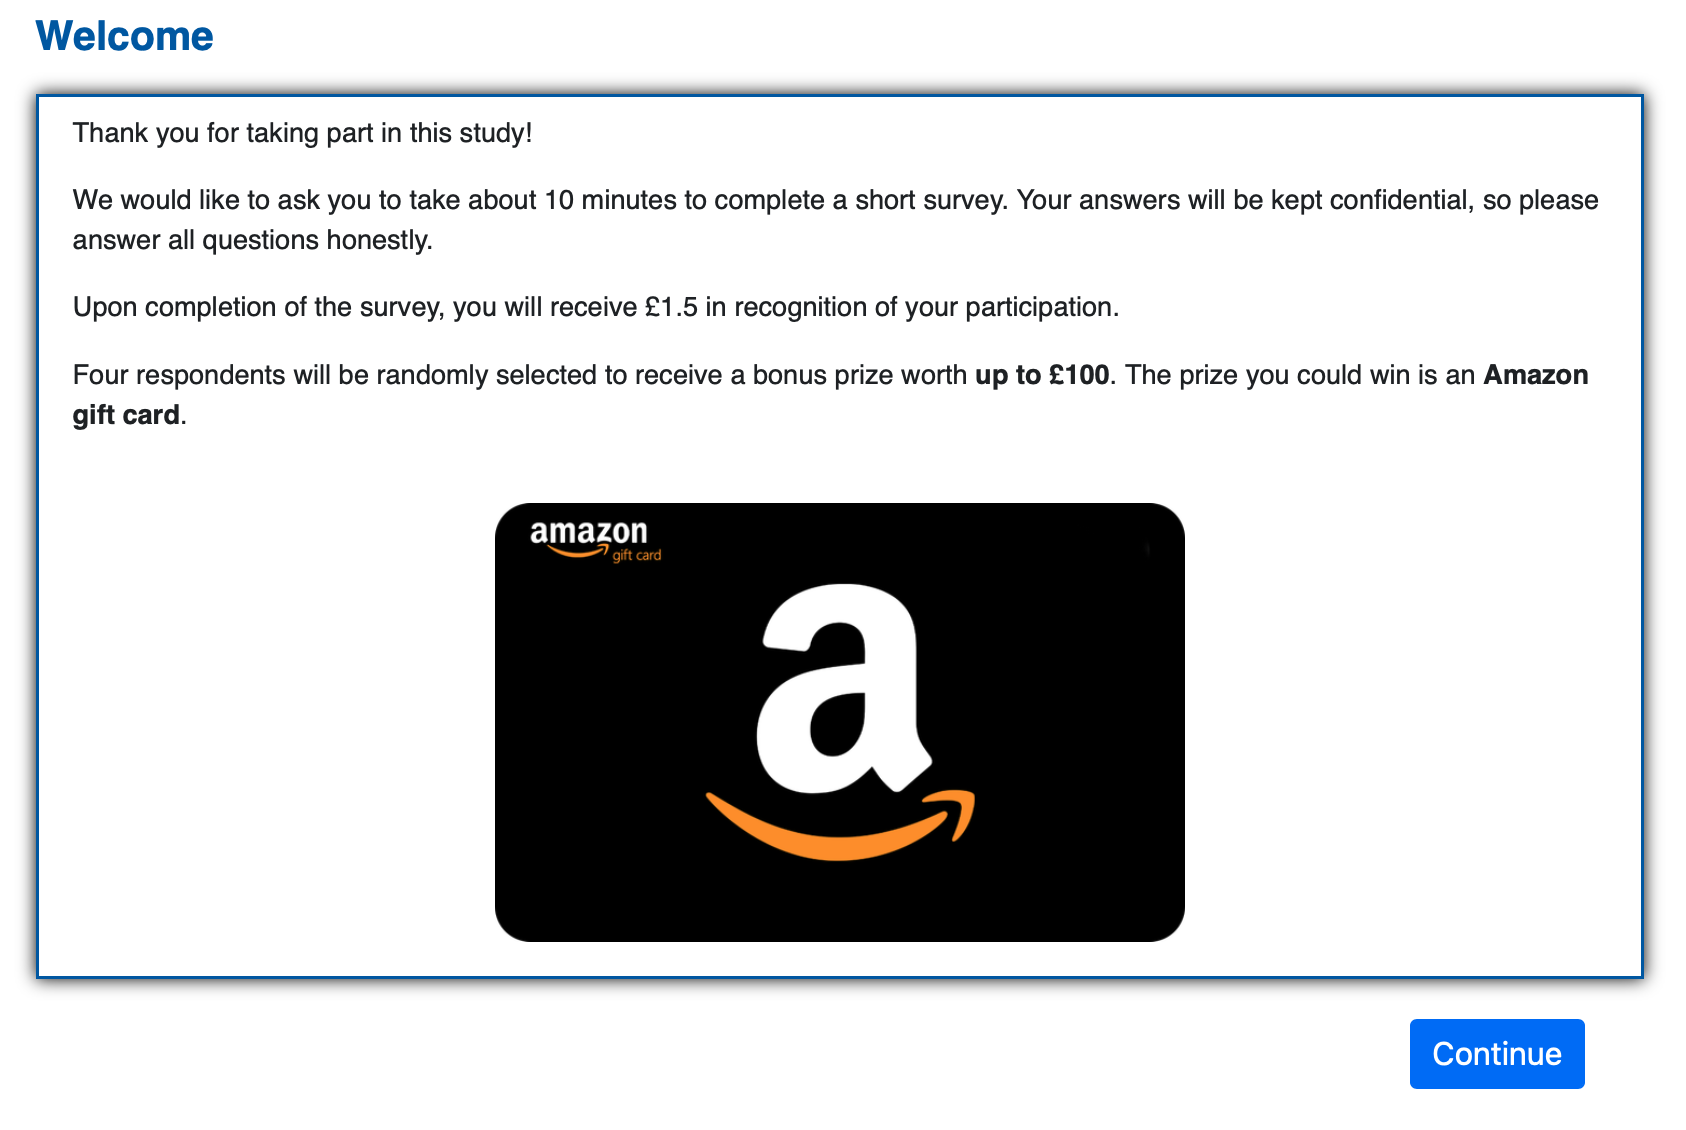 Welcome
Thank you for taking part in this study!
We would like to ask you to take about 10 minutes to complete a short survey. Your answers will be kept confidential, so please
answer all questions honestly.
Upon completion of the survey, you will receive £1.5 in recognition of your participation.
Four respondents will be randomly selected to receive a bonus prize worth up to £100. The prize you could win is an Amazon
gift card.
amazon
gift card
a
Continue